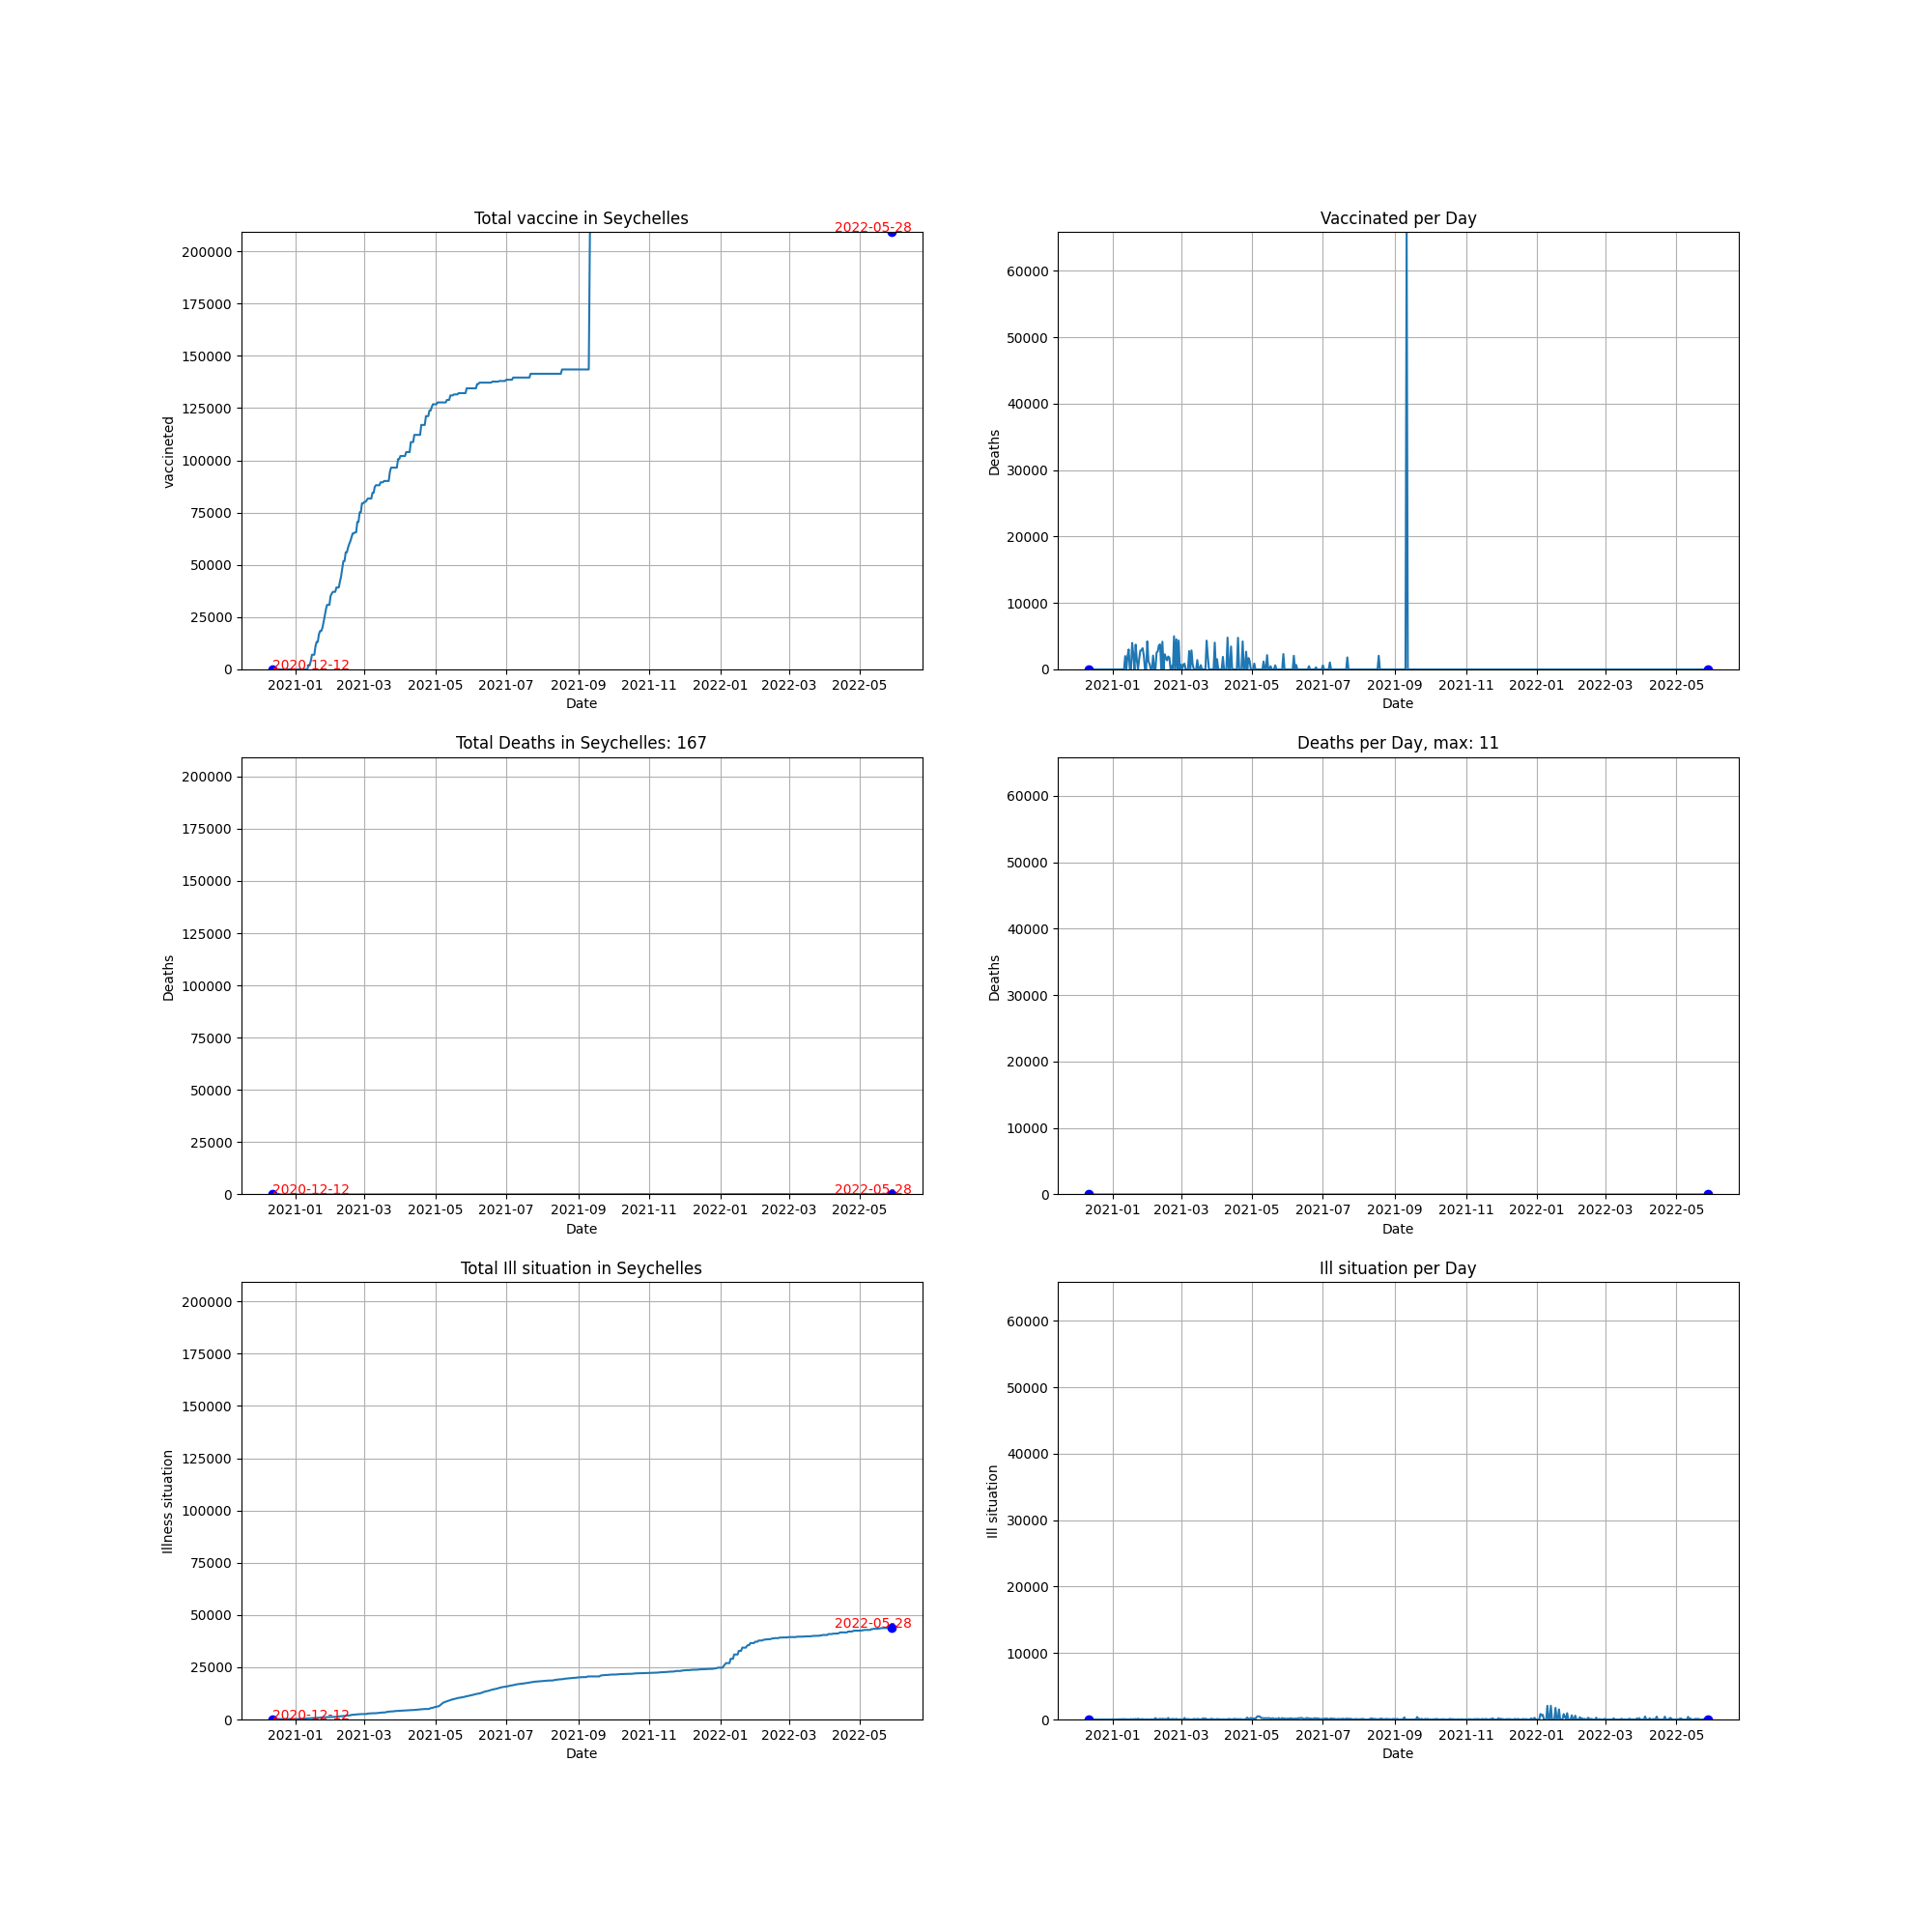 Total vaccine in Seychelles
2022-05-28
200000
175000
150000
125000
100000
75000
50000
25000
0
vaccineted
2020-12-12
2021-01 2021-03 2021-05 2021-07 2021-09 2021-11 2022-01 2022-03 2022-05
Date
Vaccinated per Day
60000
50000
40000
30000
20000
10000
0
Deaths
2021-01 2021-03 2021-05 2021-07 2021-09 2021-11 2022-01 2022-03 2022-05
Date
Total Deaths in Seychelles: 167
200000
175000
150000
125000
100000
75000
50000
25000
0
Deaths
2020-12-12
2022-05-28
2021-01 2021-03 2021-05 2021-07 2021-09 2021-11 2022-01 2022-03 2022-05
Date
Deaths per Day, max: 11
60000
50000
40000
30000
20000
10000
0
Deaths
2021-01 2021-03 2021-05 2021-07 2021-09 2021-11 2022-01 2022-03 2022-05
Date
Total Ill situation in Seychelles
200000
175000
150000
125000
100000
75000
50000
25000
0
Illness situation
2020-12-12
2022-05-28
2021-01 2021-03 2021-05 2021-07 2021-09 2021-11 2022-01 2022-03 2022-05
Date
Ill situation per Day
60000
50000
40000
30000
20000
10000
0
Ill situation
2021-01 2021-03 2021-05 2021-07 2021-09 2021-11 2022-01 2022-03 2022-05
Date